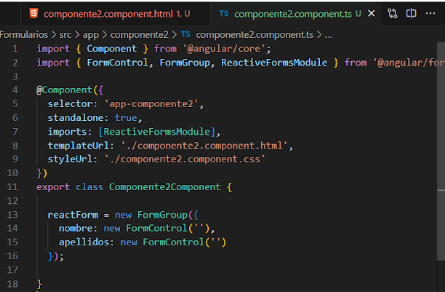 componente2.component.html 1, U
TS componente2.component.ts U
Formularios > src > app > componente2 > TS componente2.component.ts > ...
1 import { Component } from '@angular/core';
2 import { FormControl, FormGroup, ReactiveFormsModule } from '@angular/for
3
4 @Component({
5 selector: 'app-componente2',
6 standalone: true,
7 imports: [ReactiveFormsModule],
8 templateUrl: './componente2.component.html',
9 styleUrl: './componente2.component.css'
10 })
11 export class Componente2Component {
12
13 reactForm = new FormGroup({
14 nombre: new FormControl(''),
15 apellidos: new FormControl('')
16 });
17
18 }